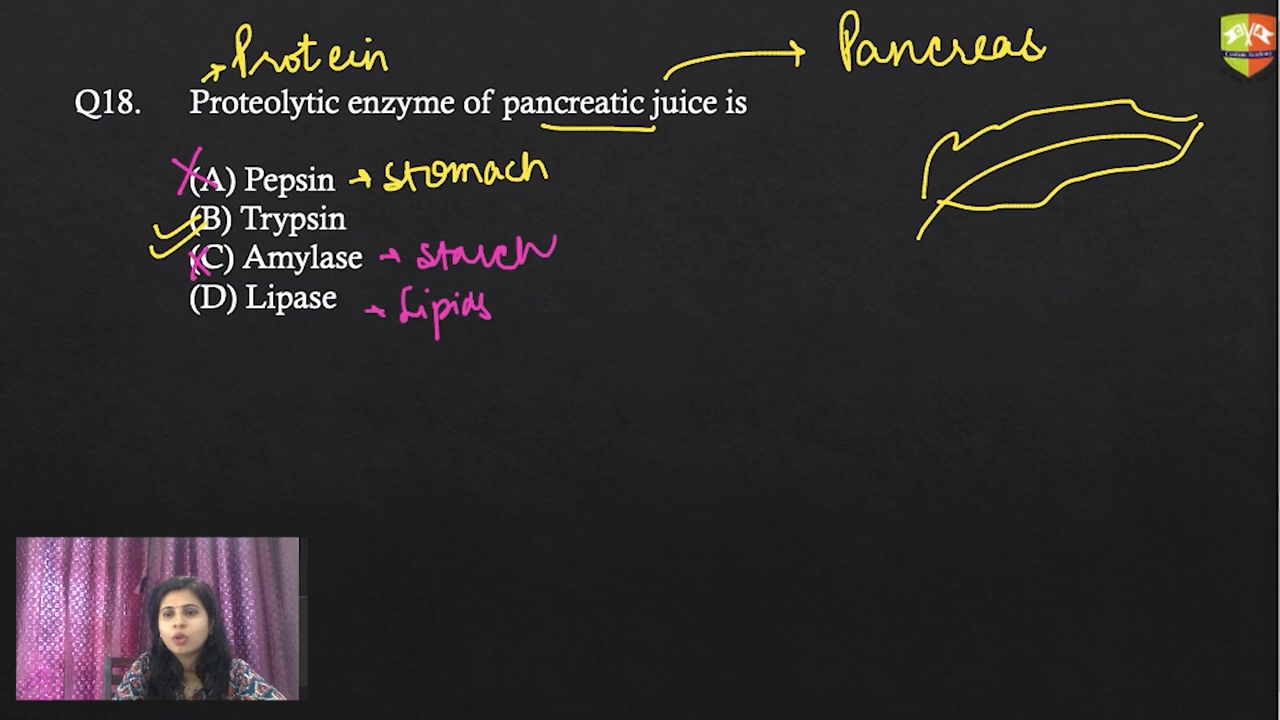 Protein
Pancreas
Q18. Proteolytic enzyme of pancreatic juice is
(A) Pepsin → stomach
(B) Trypsin
(C) Amylase → starch
(D) Lipase → Lipids